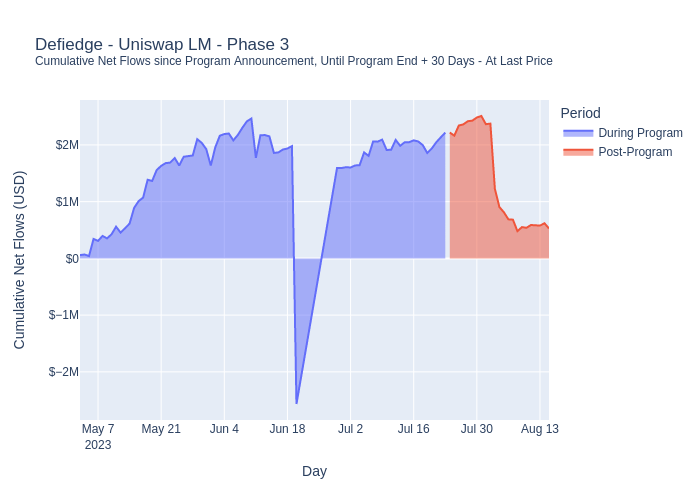 Defiedge - Uniswap LM - Phase 3
Cumulative Net Flows since Program Announcement, Until Program End + 30 Days - At Last Price
Period
During Program
Post-Program
Cumulative Net Flows (USD)
$2M
$1M
$0
−$1M
−$2M
May 7
2023
May 21
Jun 4
Jun 18
Jul 2
Jul 16
Jul 30
Aug 13
Day